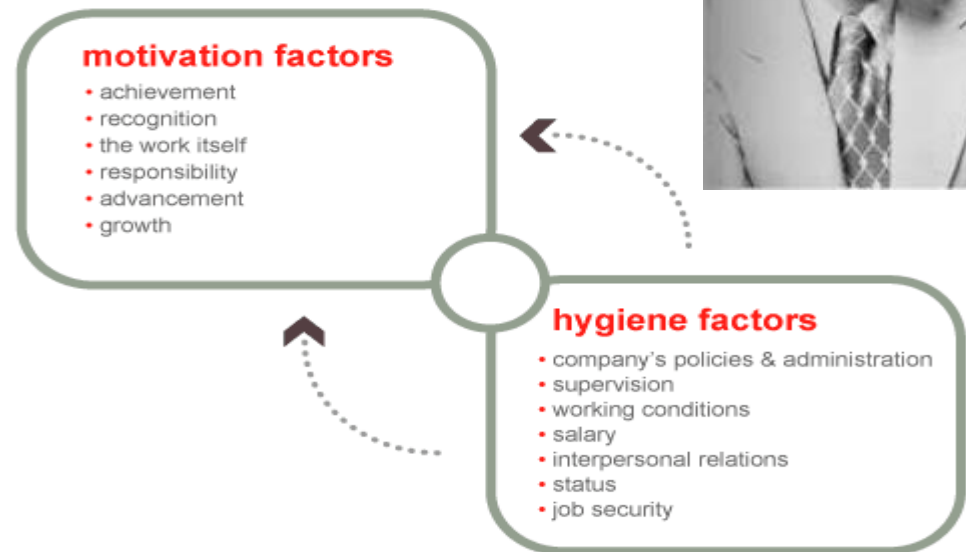 motivation factors
• achievement
• recognition
• the work itself
• responsibility
• advancement
• growth
hygiene factors
• company's policies & administration
• supervision
• working conditions
• salary
• interpersonal relations
• status
• job security